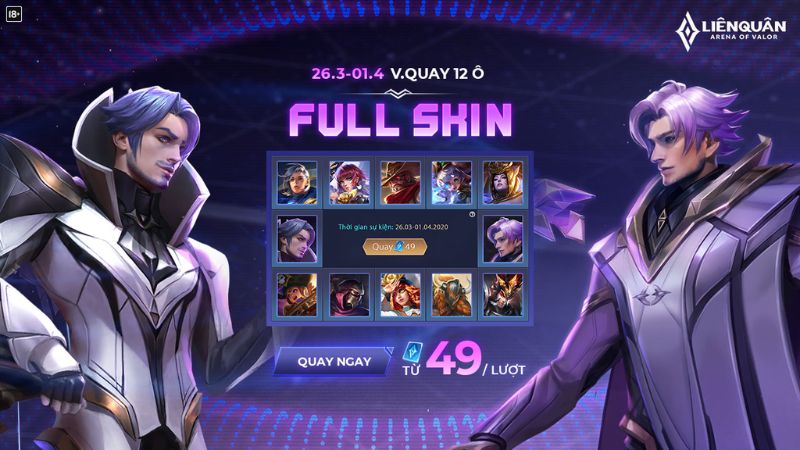 18+
LIÊNQUÂN
ARENA OF VALOR
26.3-01.4 V.QUAY 12 Ô
FULL SKIN
Thời gian sự kiện: 26.03-01.04.2020
?
Quay 49
QUAY NGAY
TỪ 49/LƯỢT